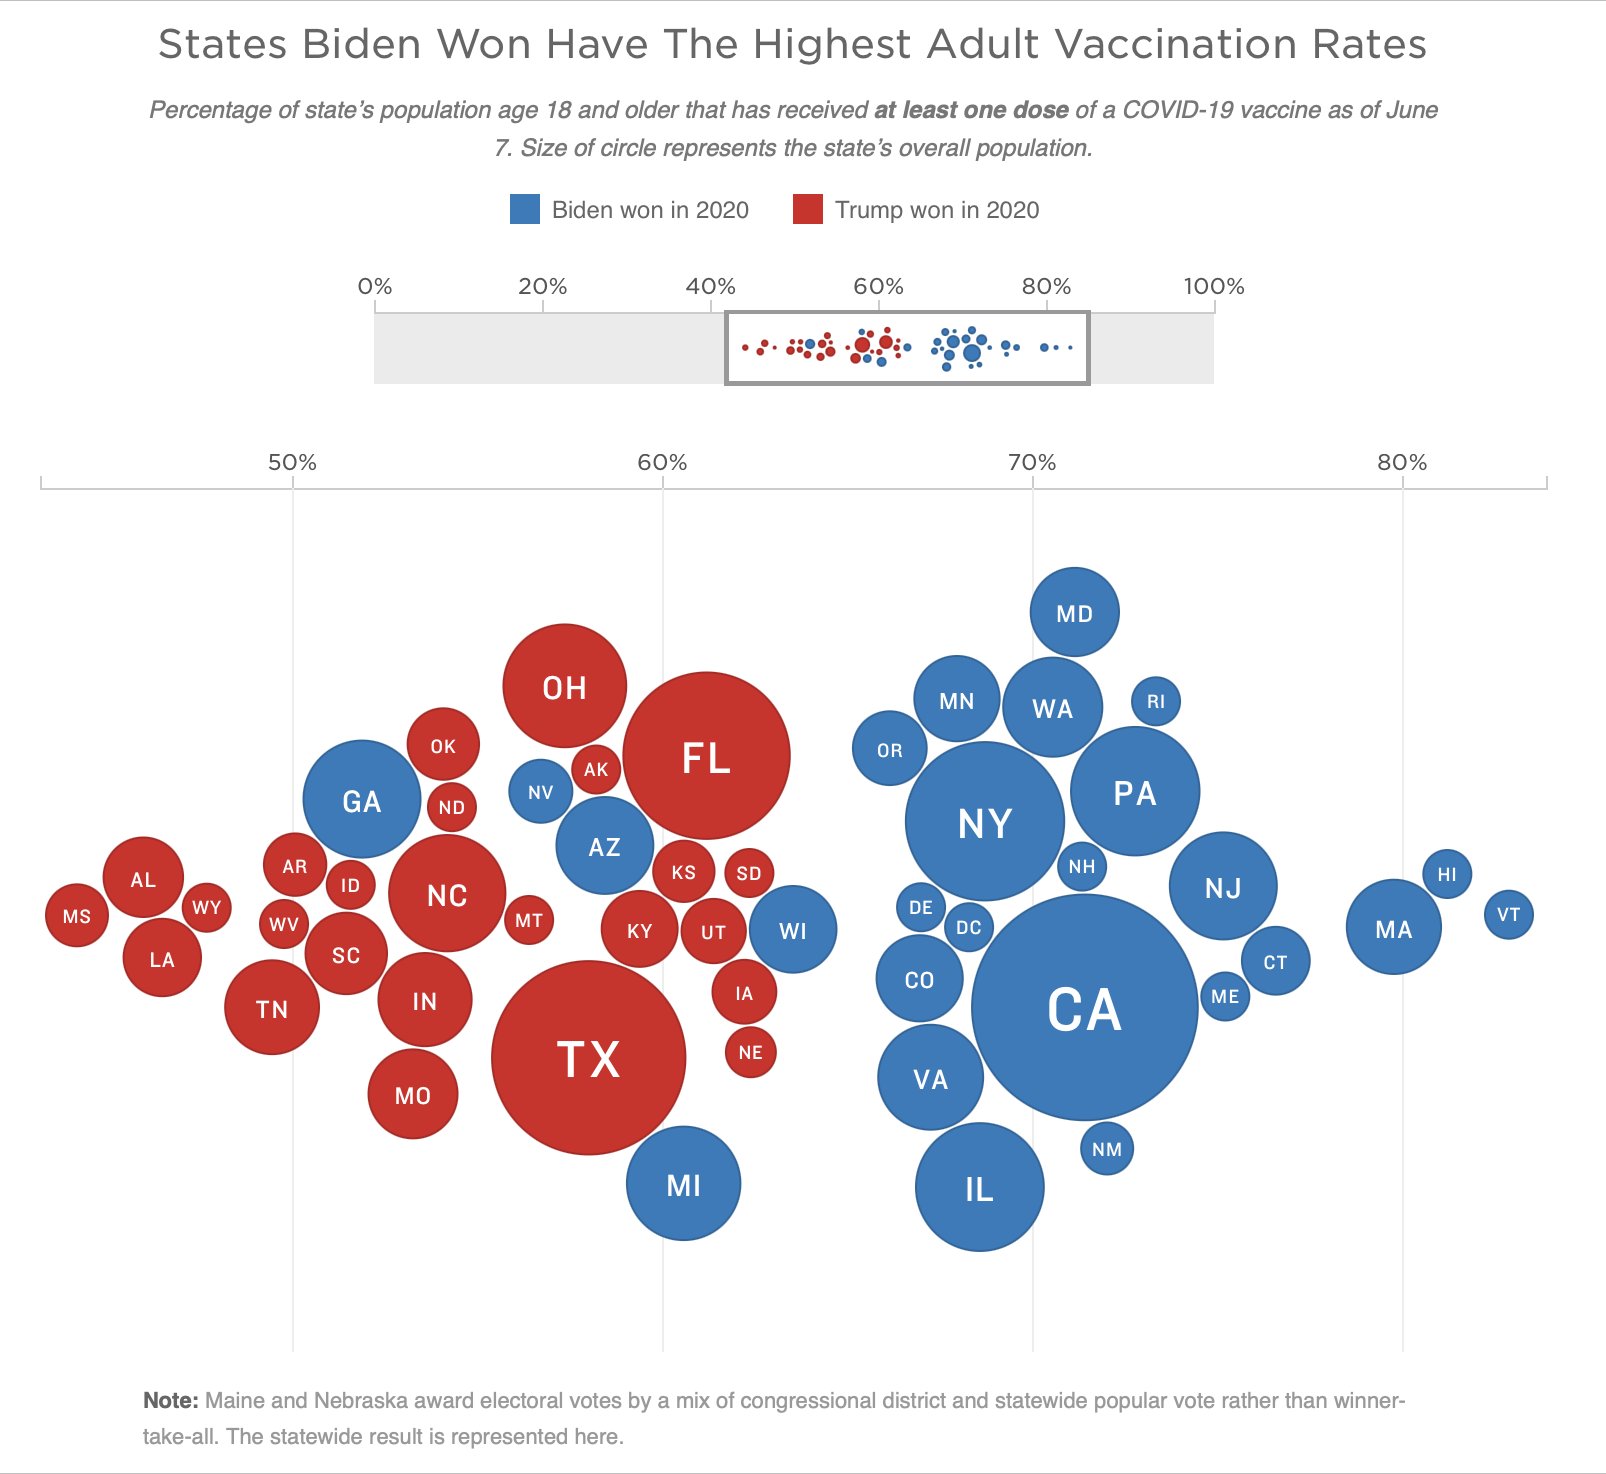 States Biden Won Have The Highest Adult Vaccination Rates
Percentage of state's population age 18 and older that has received at least one dose of a COVID-19 vaccine as of June
7. Size of circle represents the state's overall population.
Biden won in 2020
Trump won in 2020
0% 20% 40% 60% 80% 100%
50% 60% 70% 80%
MD
OH
MN
WA
RI
OK
FL
OR
AK
NV
PA
GA
ND
NY
AZ
AR
KS
SD
NH
HI
AL
ID
NC
NJ
WY
DE
MS
VT
WV
MT
KY
UT
WI
DC
MA
SC
LA
CO
CT
IN
IA
ME
TN
CA
TX
NE
VA
MO
NM
MI
IL
Note: Maine and Nebraska award electoral votes by a mix of congressional district and statewide popular vote rather than winner-
take-all. The statewide result is represented here.